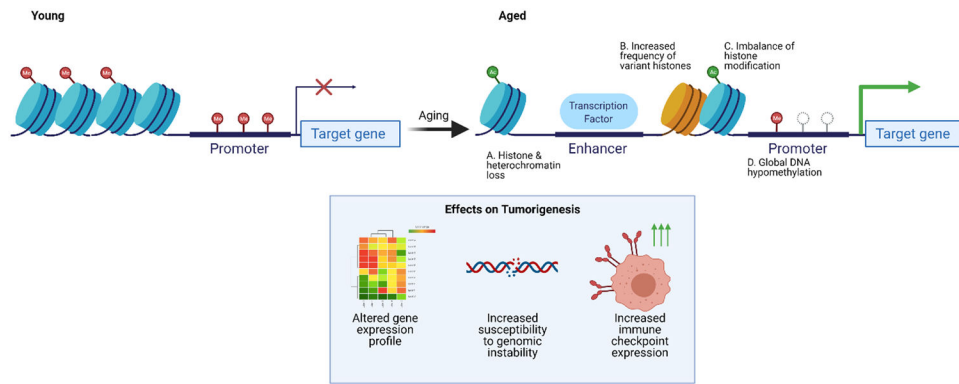 Young
Aged
Me
Me
Me
Me
Me
Me
Promoter
Target gene
Aging
Ac
A. Histone &
heterochromatin
loss
Transcription
Factor
Enhancer
B. Increased
frequency of
variant histones
C. Imbalance of
histone
modification
Ac
Me
Promoter
D. Global DNA
hypomethylation
Target gene
Effects on Tumorigenesis
Altered gene
expression
profile
Increased
susceptibility
to genomic
instability
Increased
immune
checkpoint
expression